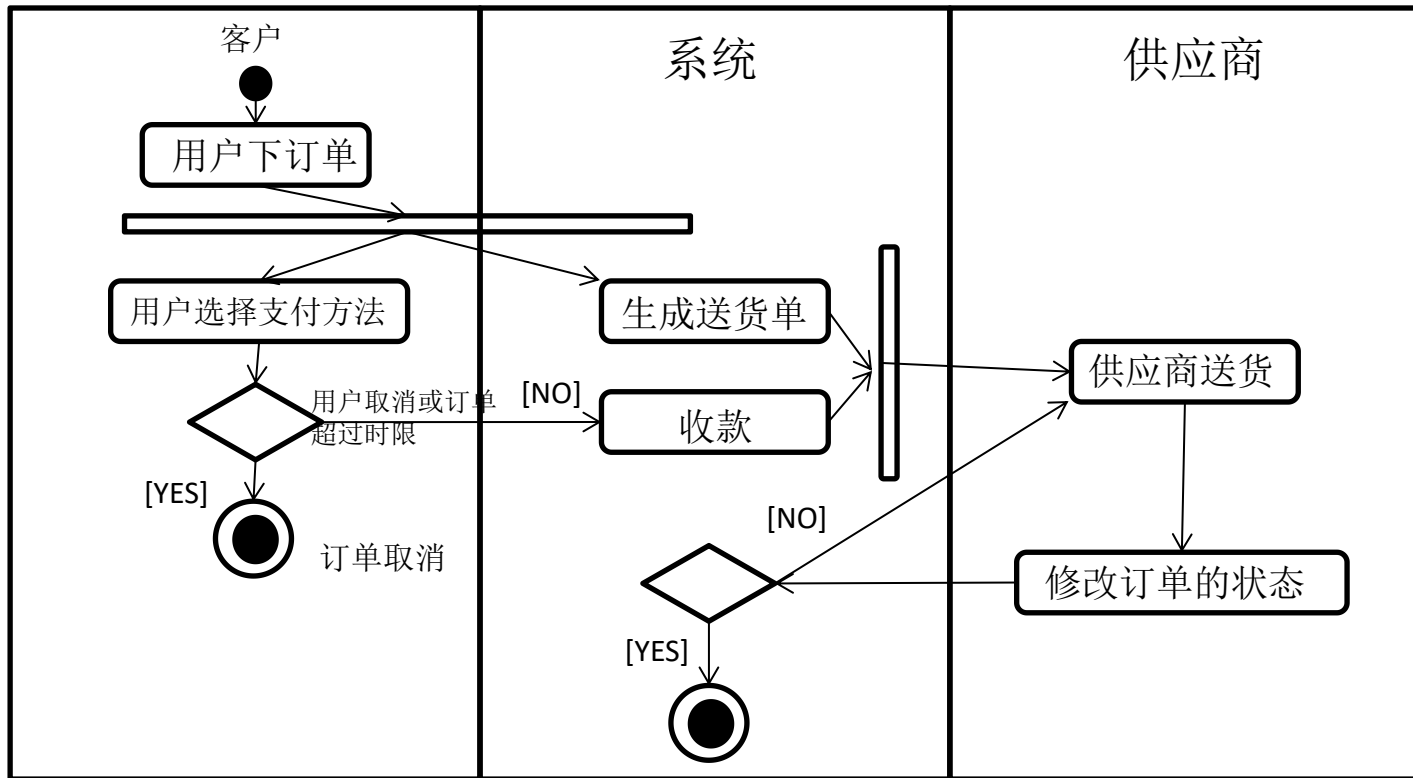 客户
系统
供应商
用户下订单
用户选择支付方法
生成送货单
供应商送货
用户取消或订单
超过时限
[NO]
收款
[YES]
订单取消
[NO]
修改订单的状态
[YES]